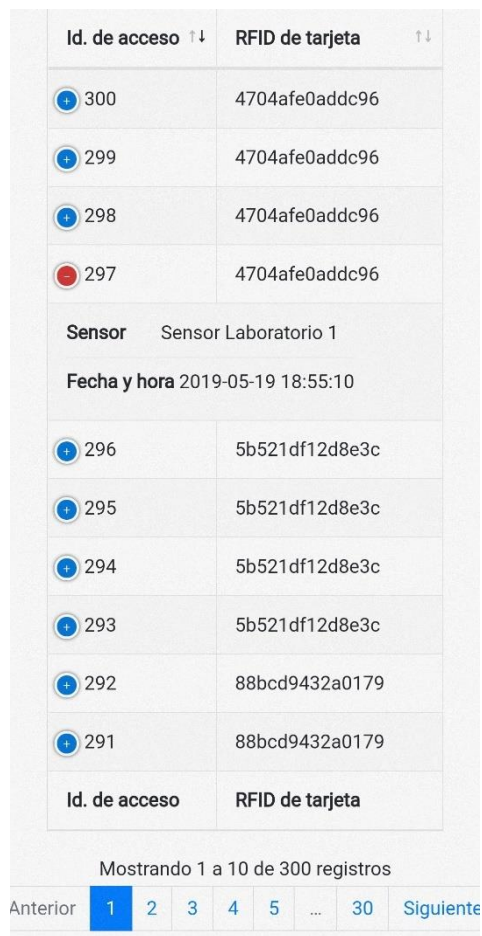 Id. de acceso RFID de tarjeta
300 4704afe0addc96
299 4704afe0addc96
298 4704afe0addc96
297 4704afe0addc96
Sensor Sensor Laboratorio 1
Fecha y hora 2019-05-19 18:55:10
296 5b521df12d8e3c
295 5b521df12d8e3c
294 5b521df12d8e3c
293 5b521df12d8e3c
292 88bcd9432a0179
291 88bcd9432a0179
Id. de acceso RFID de tarjeta
Mostrando 1 a 10 de 300 registros
Anterior 1 2 3 4 5 ... 30 Siguiente